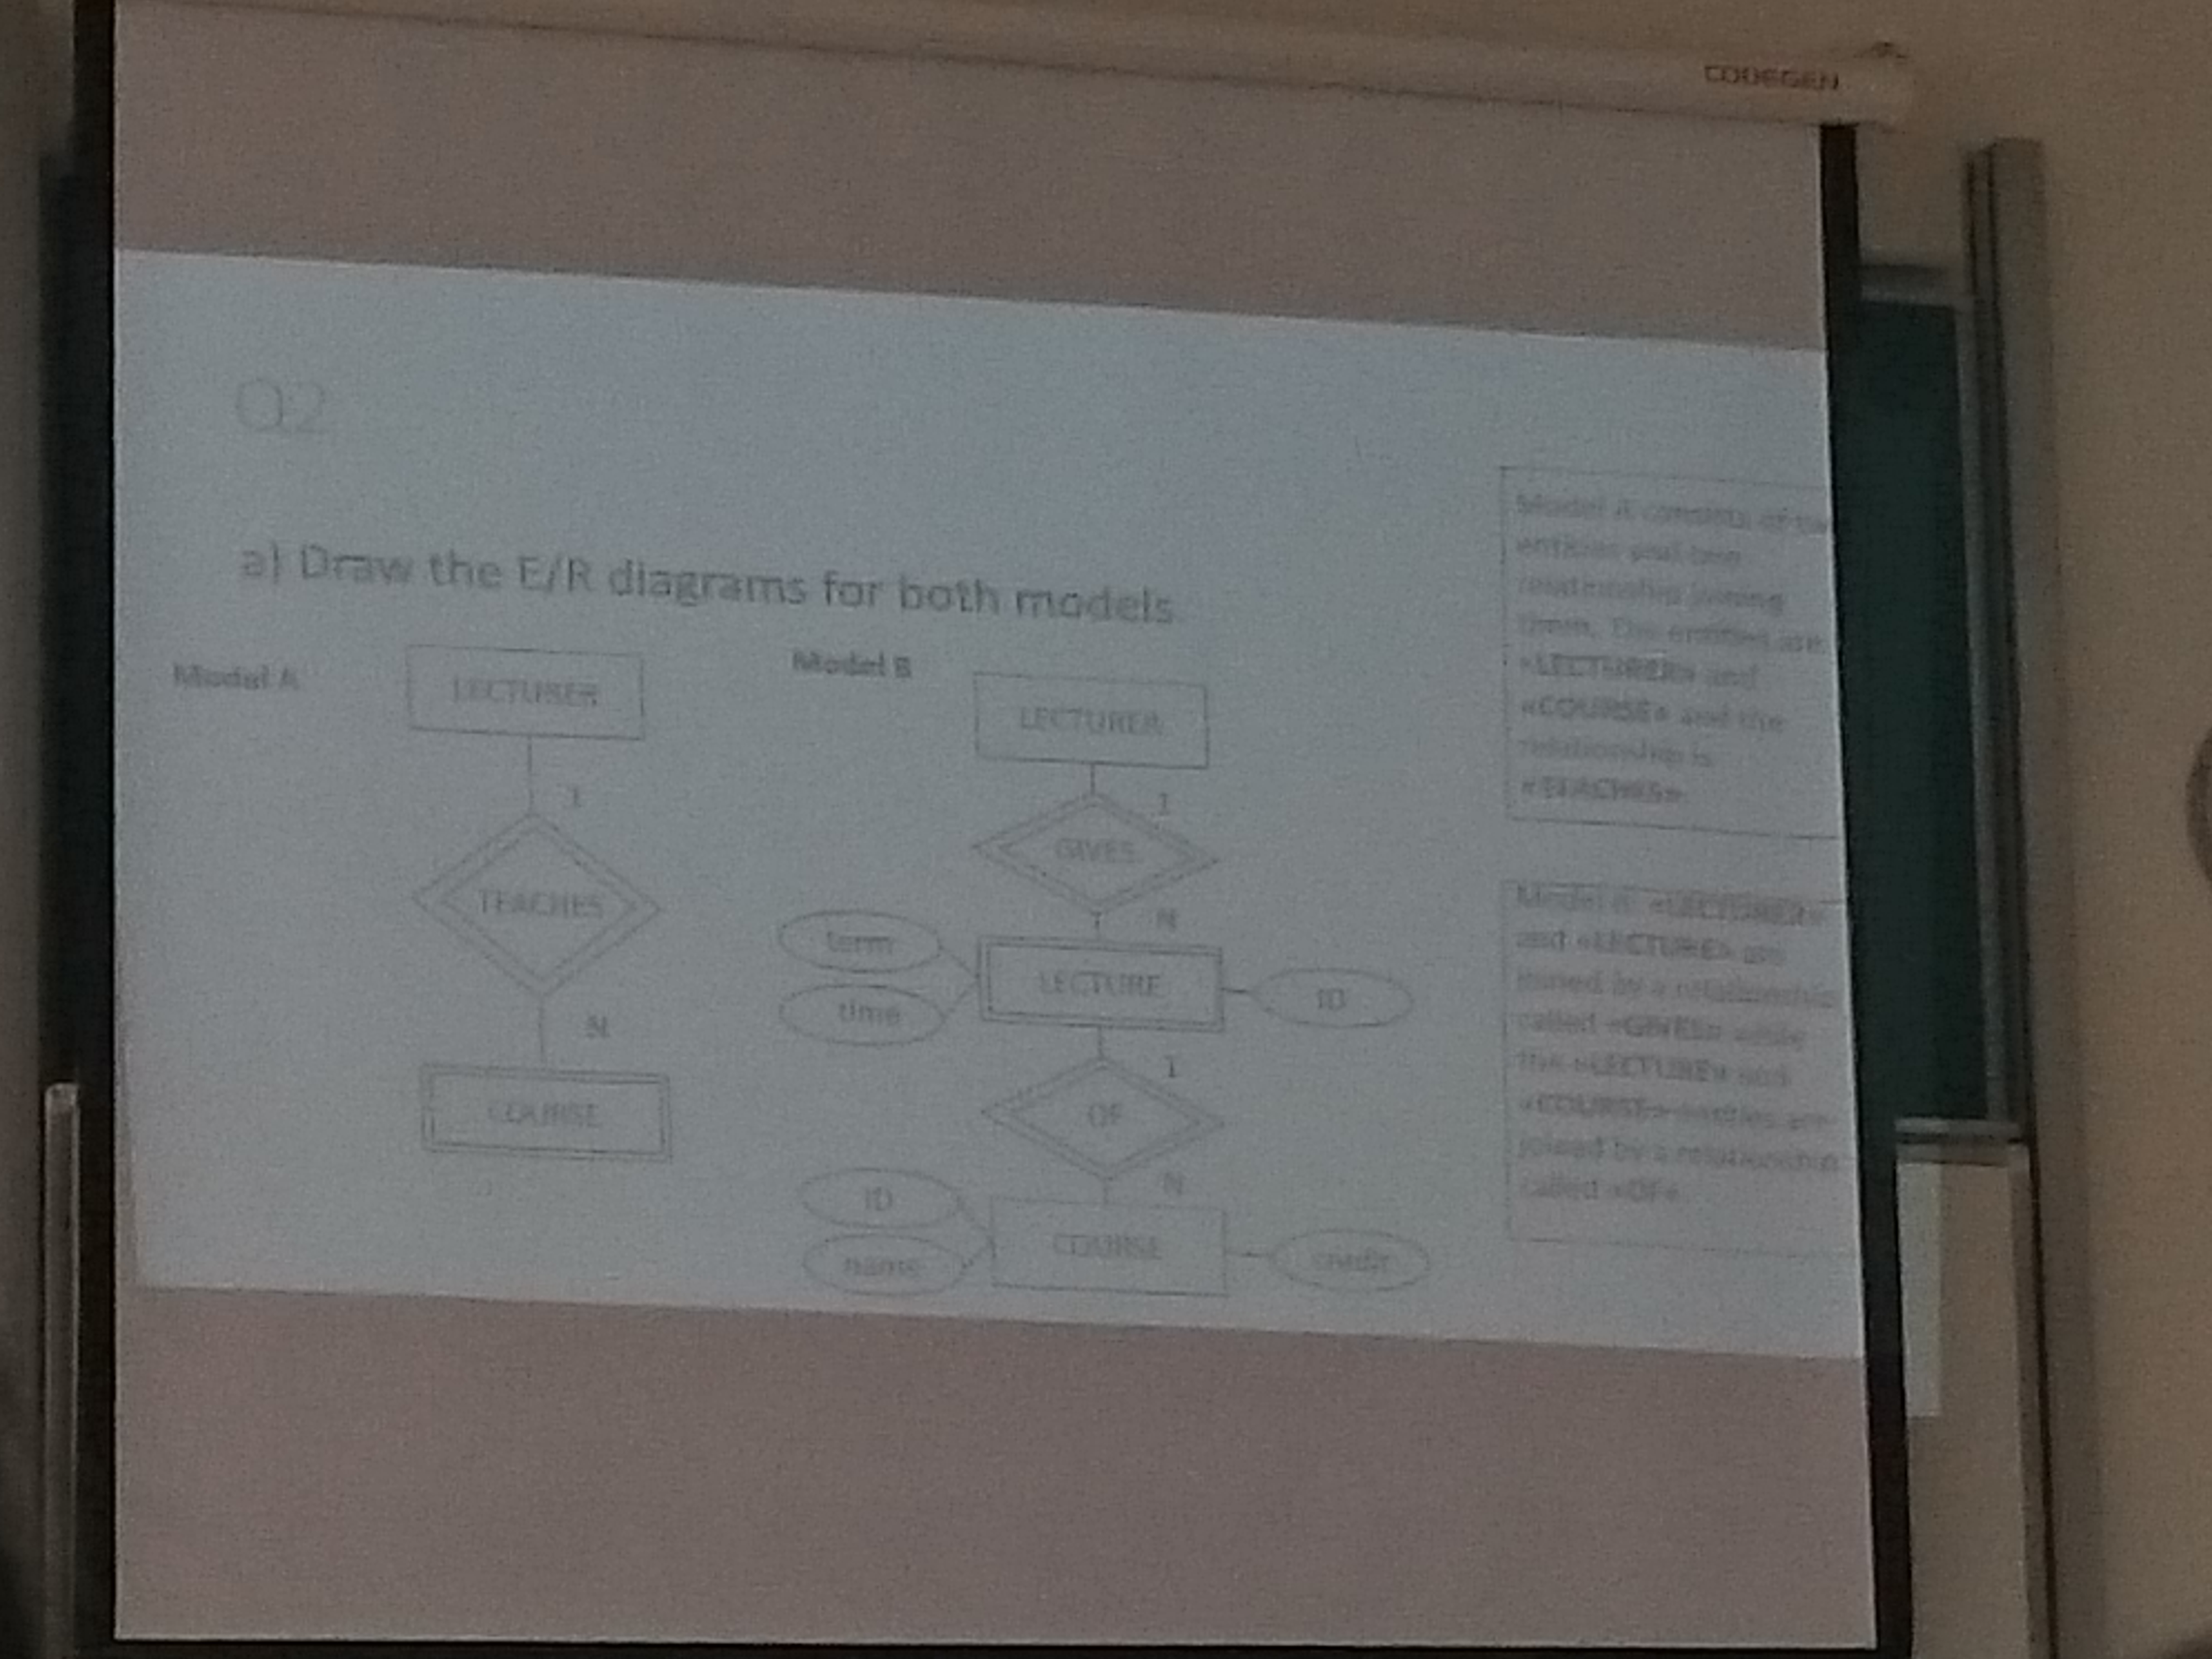 CODEGEN
Q2
a) Draw the E/R diagrams for both models
Model A
LECTURER
1
TEACHES
N
COURSE
Model B
LECTURER
1
GIVES
N
term
time
LECTURE
ID
1
OF
N
ID
name
COURSE
credit
Model A consists of
entities and
relationship joining
them. The entities are
«LECTURER» and
«COURSE» and the
relationship is
«TEACHES».
Model B: «LECTURER»
and «LECTURE» are
joined by a relationship
called «GIVES» while
the «LECTURE» and
«COURSE» entities are
joined by a relationship
called «OF»